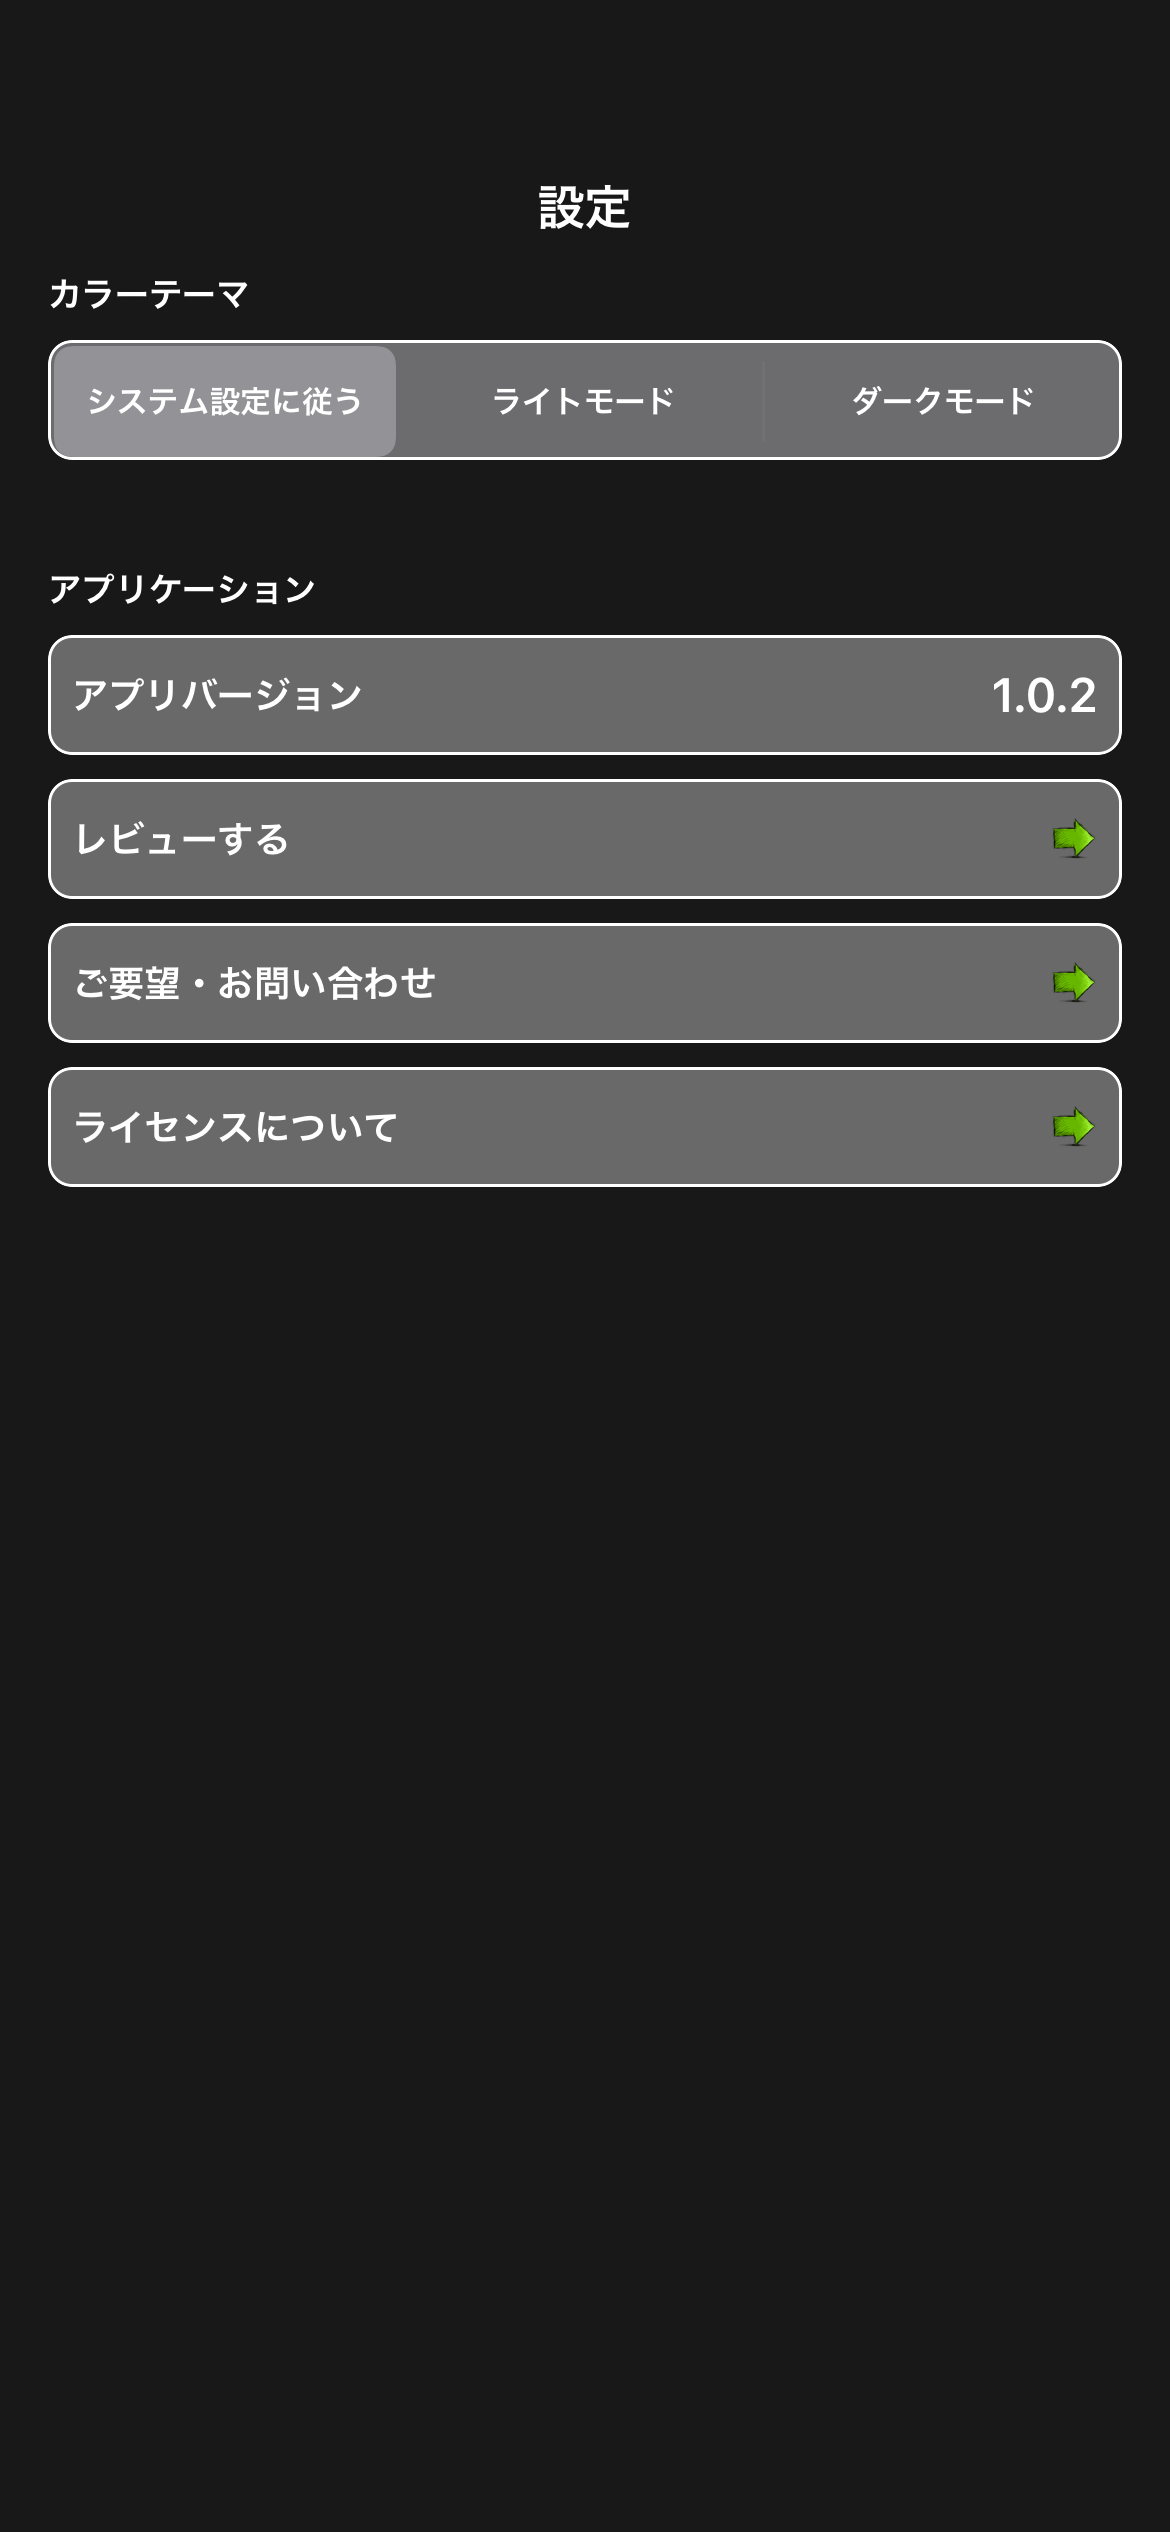 設定
カラーテーマ
システム設定に従う
ライトモード
ダークモード
アプリケーション
アプリバージョン
1.0.2
レビューする
ご要望・お問い合わせ
ライセンスについて